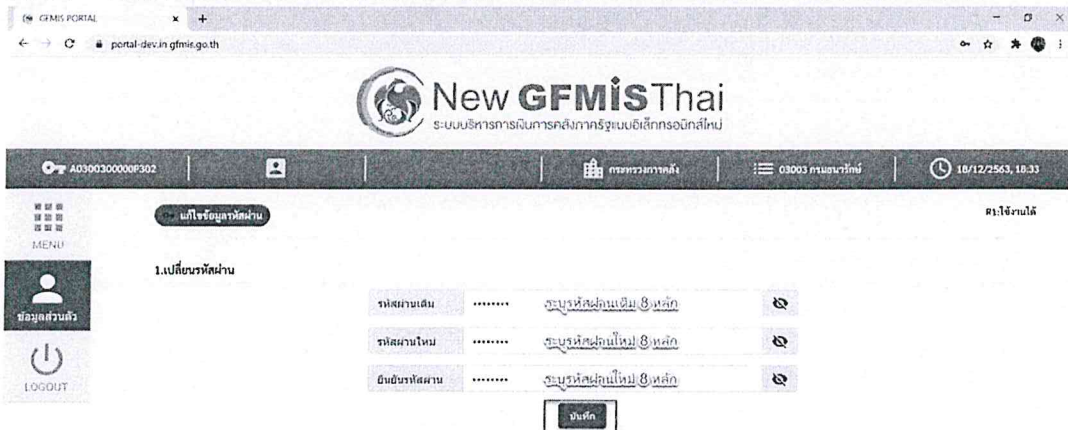 GFMIS PORTAL
portal-dev.in.gfmis.go.th
New GFMISThai
ระบบบริหารการเงินการคลังภาครัฐแบบอิเล็กทรอนิกส์ใหม่
A0300300000P302 กระทรวงการคลัง 03003 กรมธนารักษ์ 18/12/2563, 18:33
แก้ไขข้อมูลรหัสผ่าน R1:ใช้งานได้
MENU
1.เปลี่ยนรหัสผ่าน
ข้อมูลส่วนตัว
รหัสผ่านเดิม ........ ระบุรหัสผ่านเดิม 8 หลัก
รหัสผ่านใหม่ ........ ระบุรหัสผ่านใหม่ 8 หลัก
ยืนยันรหัสผ่าน ........ ระบุรหัสผ่านใหม่ 8 หลัก
LOGOUT
บันทึก